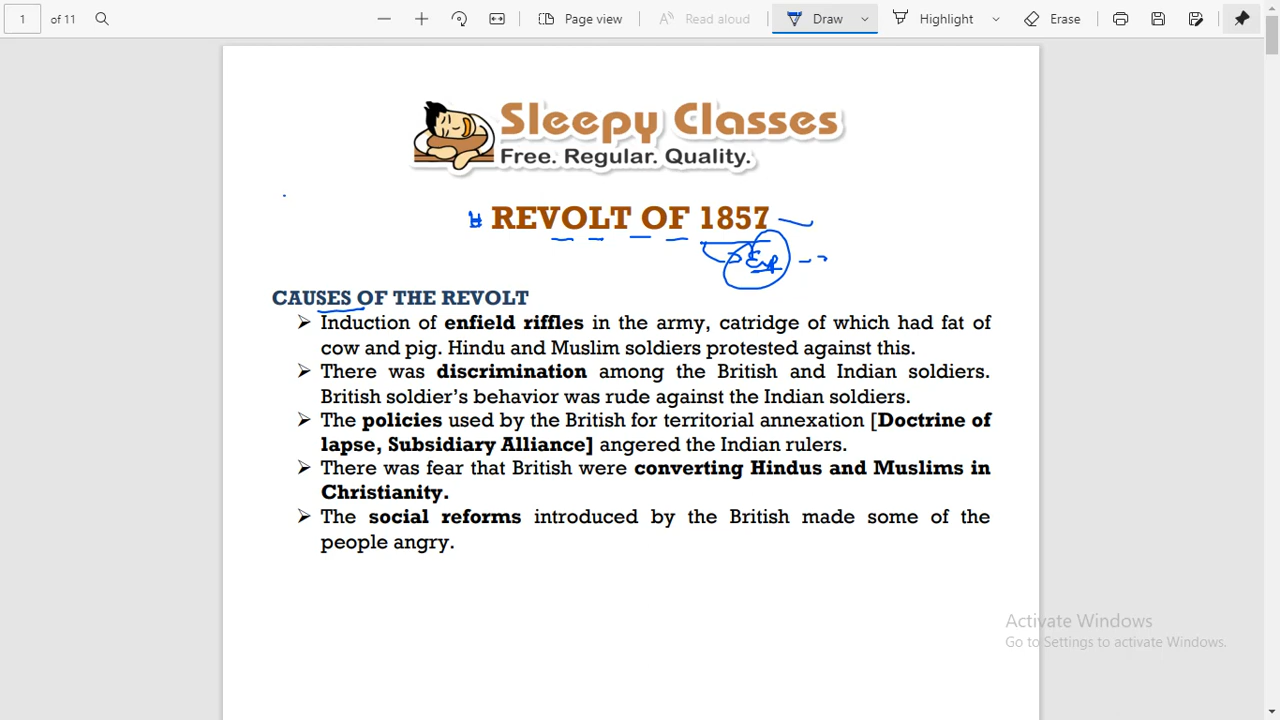 1 of 11 Page view Read aloud Draw Highlight Erase
Sleepy Classes
Free. Regular. Quality.
REVOLT OF 1857
Exp
CAUSES OF THE REVOLT
Induction of enfield riffles in the army, catridge of which had fat of
cow and pig. Hindu and Muslim soldiers protested against this.
There was discrimination among the British and Indian soldiers.
British soldier's behavior was rude against the Indian soldiers.
The policies used by the British for territorial annexation [Doctrine of
lapse, Subsidiary Alliance] angered the Indian rulers.
There was fear that British were converting Hindus and Muslims in
Christianity.
The social reforms introduced by the British made some of the
people angry.
Activate Windows
Go to Settings to activate Windows.